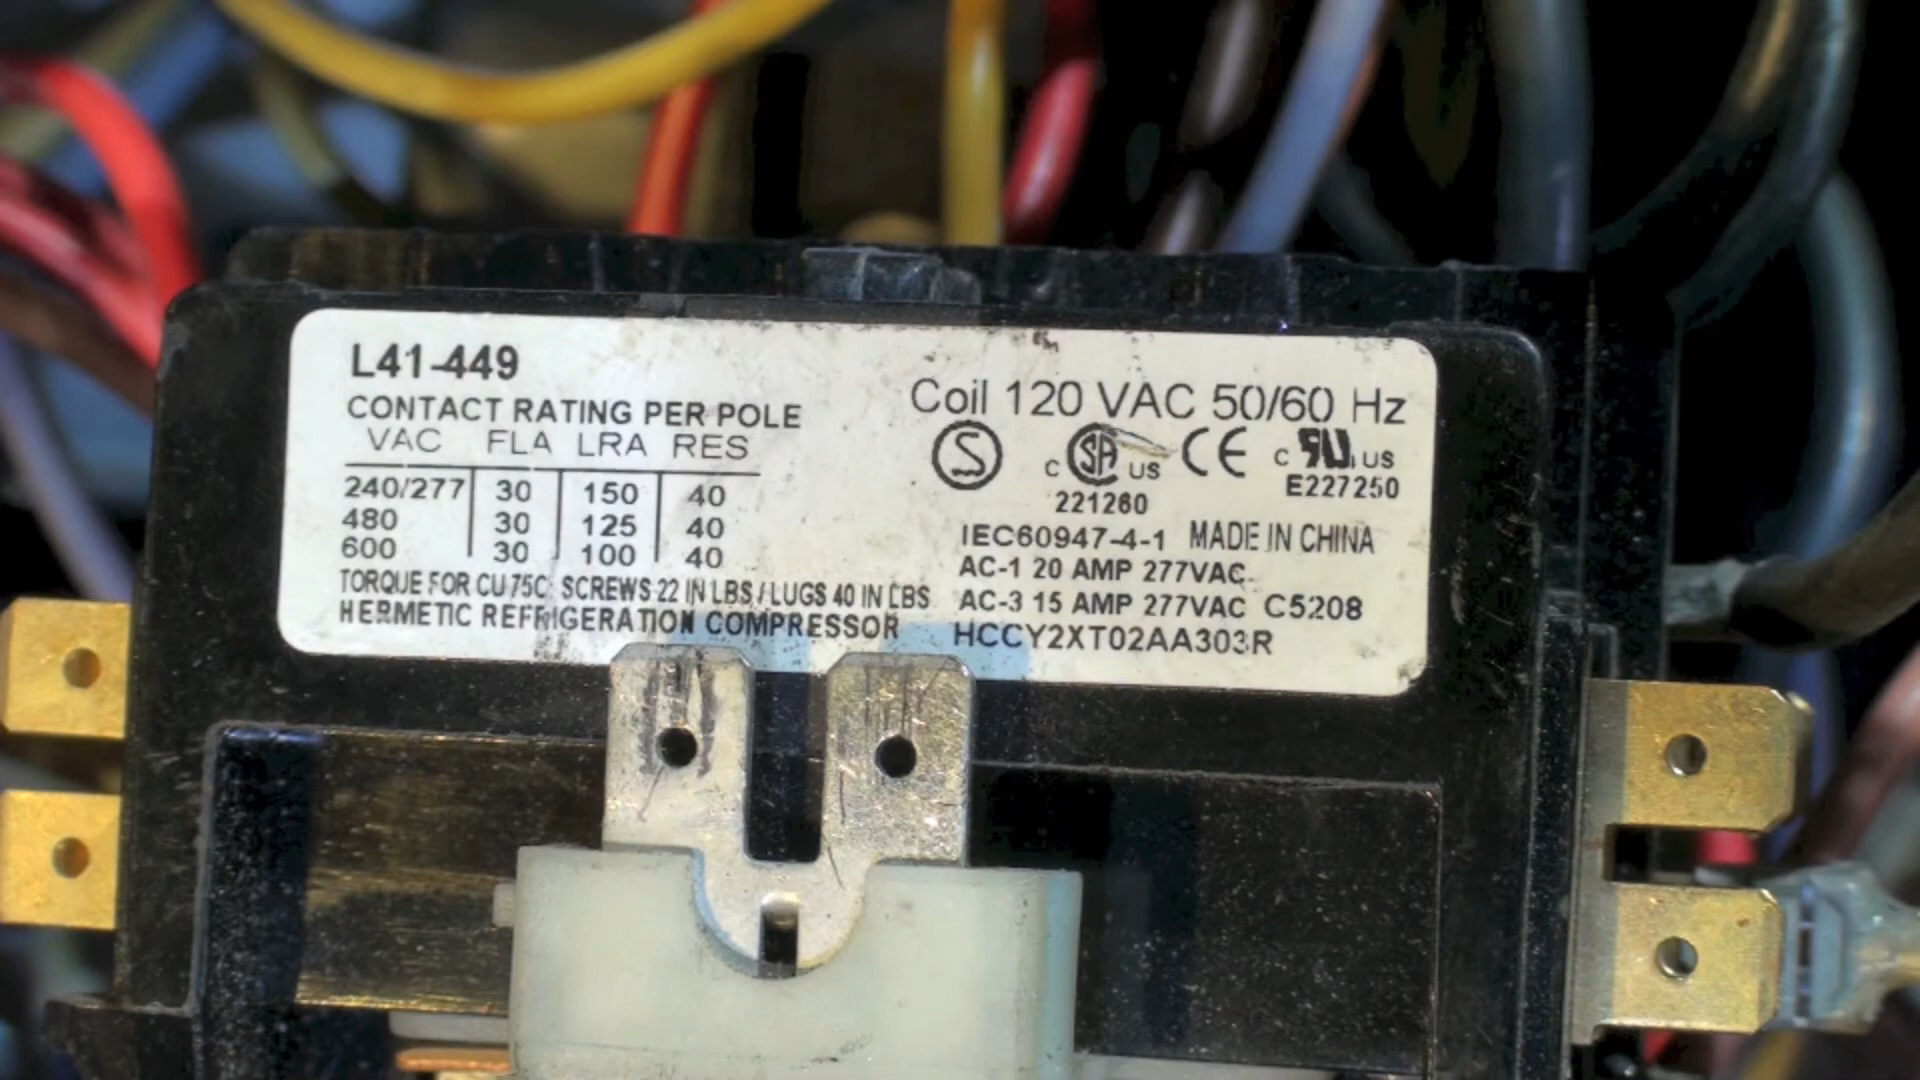 L41-449
CONTACT RATING PER POLE
VAC FLA LRA RES
240/277 30 150 40
480 30 125 40
600 30 100 40
TORQUE FOR CU 75C SCREWS 22 IN LBS / LUGS 40 IN LBS
HERMETIC REFRIGERATION COMPRESSOR
Coil 120 VAC 50/60 Hz
S C SA US CE C RU US
221260 E227250
IEC60947-4-1 MADE IN CHINA
AC-1 20 AMP 277VAC
AC-3 15 AMP 277VAC C5208
HCCY2XT02AA303R